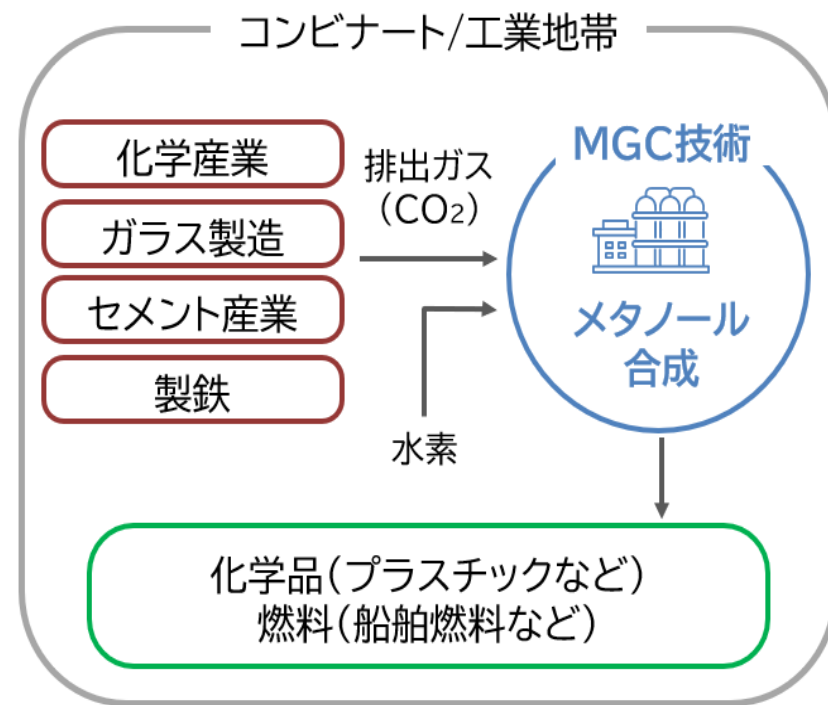 コンビナート/工業地帯
化学産業
ガラス製造
セメント産業
製鉄
排出ガス
（CO₂）
水素
MGC技術
メタノール
合成
化学品（プラスチックなど）
燃料（船舶燃料など）